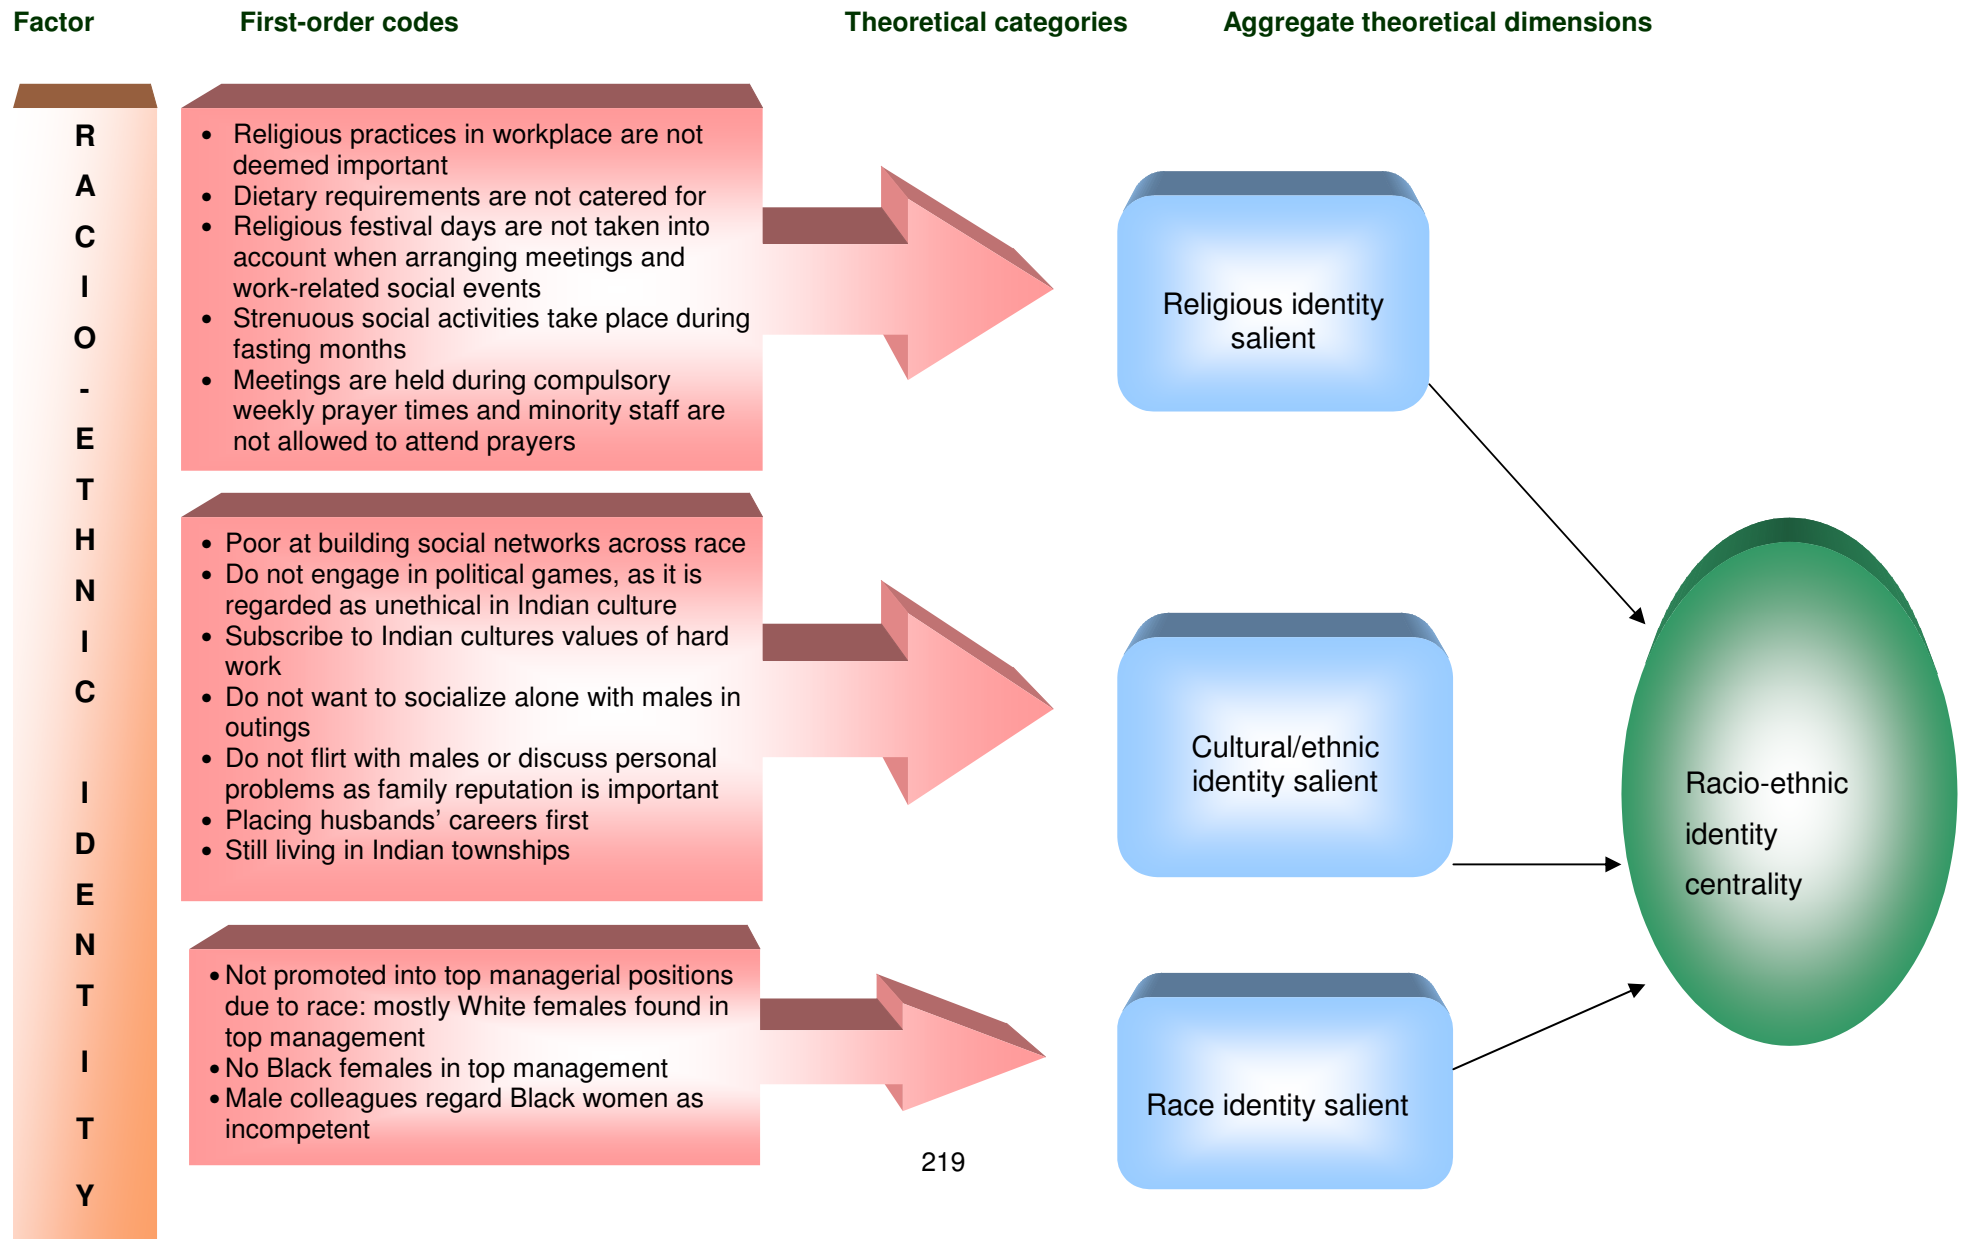 Factor First-order codes Theoretical categories Aggregate theoretical dimensions
R
A
C
I
O
-
E
T
H
N
I
C
I
D
E
N
T
I
T
Y
• Religious practices in workplace are not
deemed important
• Dietary requirements are not catered for
• Religious festival days are not taken into
account when arranging meetings and
work-related social events
• Strenuous social activities take place during
fasting months
• Meetings are held during compulsory
weekly prayer times and minority staff are
not allowed to attend prayers
Religious identity
salient
• Poor at building social networks across race
• Do not engage in political games, as it is
regarded as unethical in Indian culture
• Subscribe to Indian cultures values of hard
work
• Do not want to socialize alone with males in
outings
• Do not flirt with males or discuss personal
problems as family reputation is important
• Placing husbands’ careers first
• Still living in Indian townships
Cultural/ethnic
identity salient
• Not promoted into top managerial positions
due to race: mostly White females found in
top management
• No Black females in top management
• Male colleagues regard Black women as
incompetent
Race identity salient
Racio-ethnic
identity
centrality
219